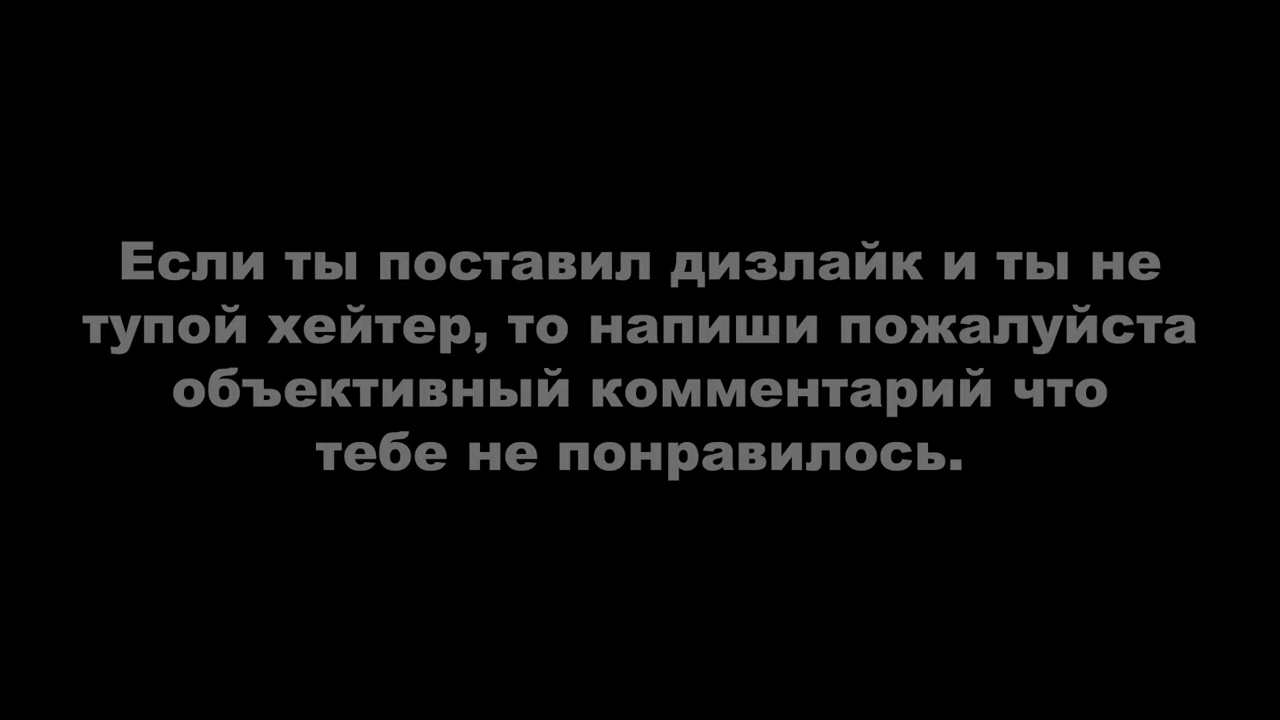 Если ты поставил дизлайк и ты не
тупой хейтер, то напиши пожалуйста
объективный комментарий что
тебе не понравилось.